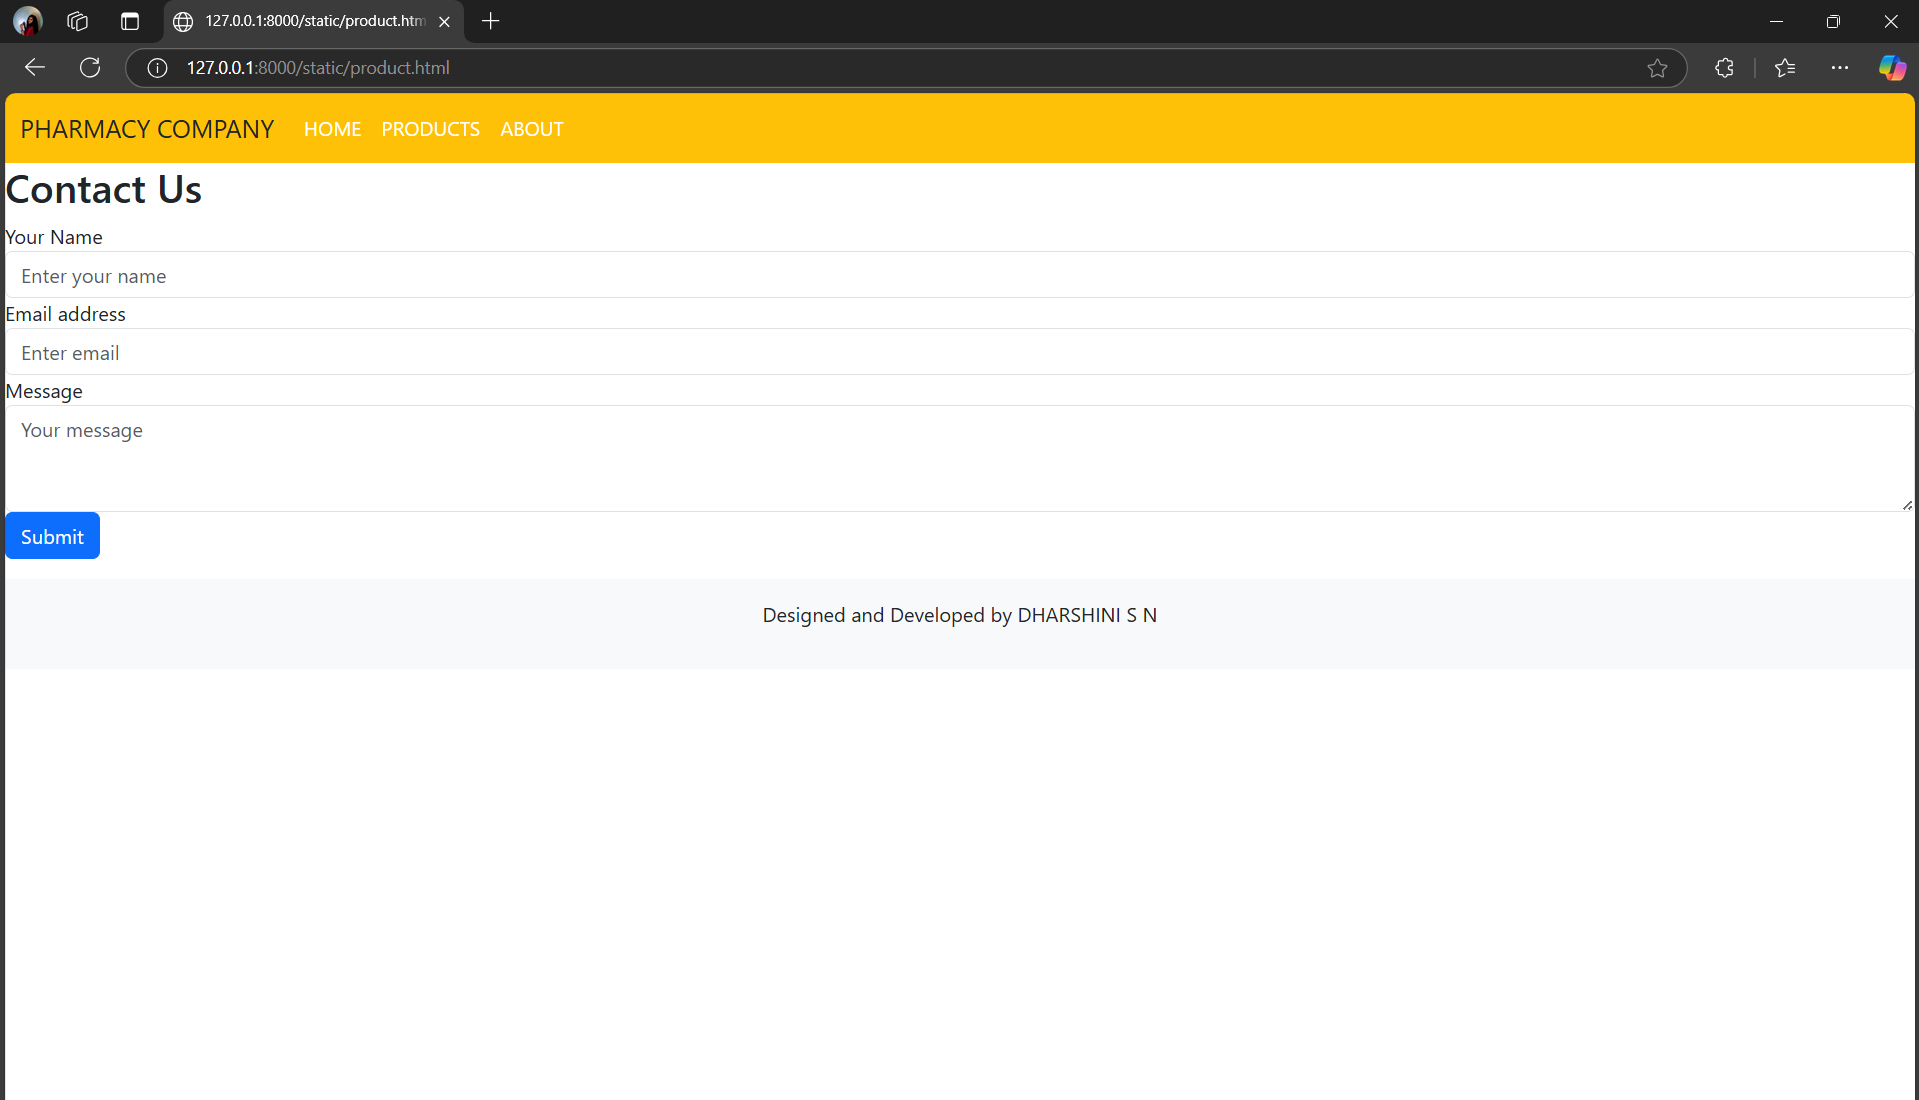 127.0.0.1:8000/static/product.htm
127.0.0.1:8000/static/product.html
PHARMACY COMPANY HOME PRODUCTS ABOUT
Contact Us
Your Name
Enter your name
Email address
Enter email
Message
Your message
Submit
Designed and Developed by DHARSHINI S N